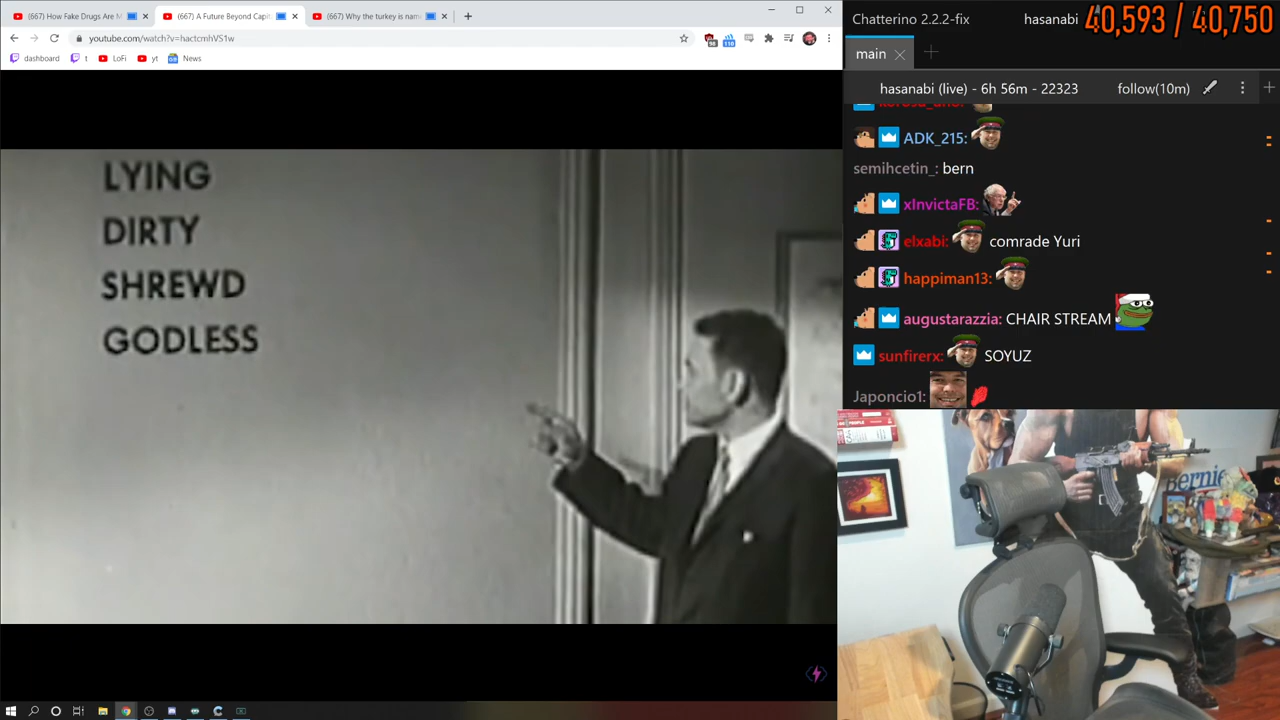 (667) How Fake Drugs Are M
(667) A Future Beyond Capit
(667) Why the turkey is name
youtube.com/watch?v=hactcmhVS1w
dashboard
t
LoFi
yt
News
LYING
DIRTY
SHREWD
GODLESS
Chatterino 2.2.2-fix
hasanabi
40,593 / 40,750
main
hasanabi (live) - 6h 56m - 22323
follow(10m)
ADK_215:
semihcetin_: bern
xInvictaFB:
elxabi: comrade Yuri
happiman13:
augustarazzia: CHAIR STREAM
sunfirerx: SOYUZ
Japoncio1:
Bernie